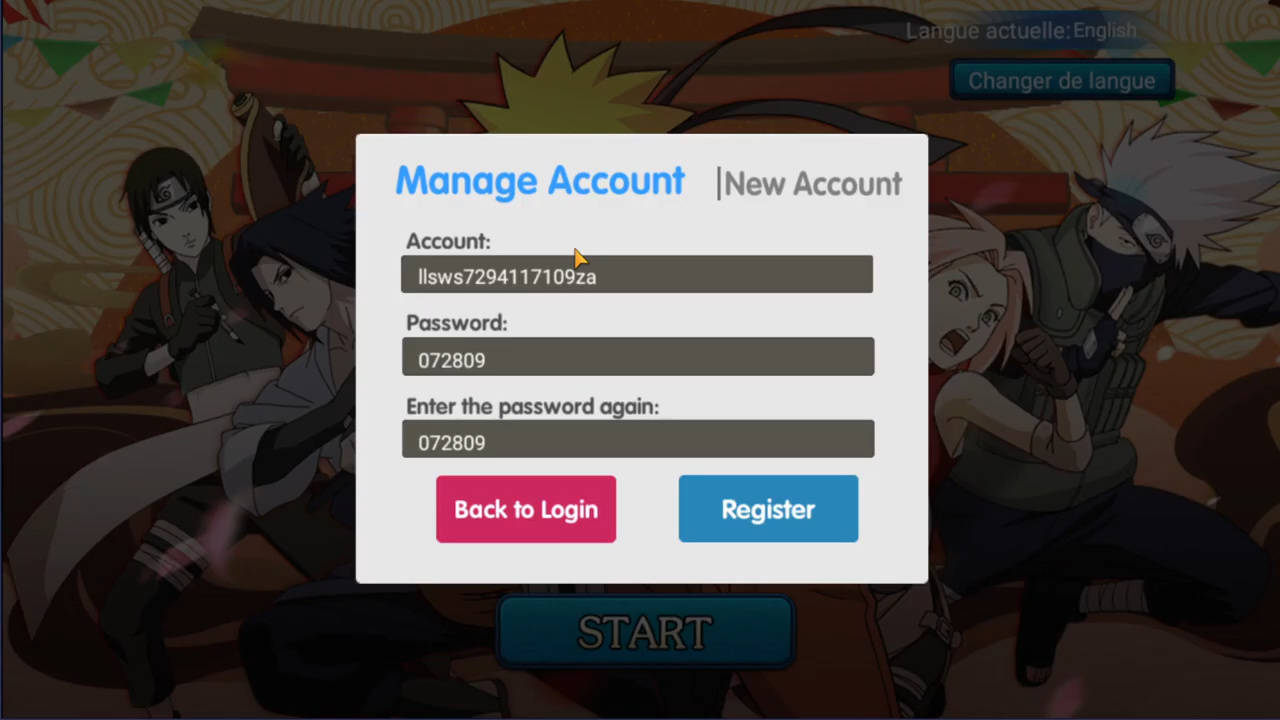 Langue actuelle: English
Changer de langue
Manage Account |New Account
Account:
llsws7294117109za
Password:
072809
Enter the password again:
072809
Back to Login Register
START